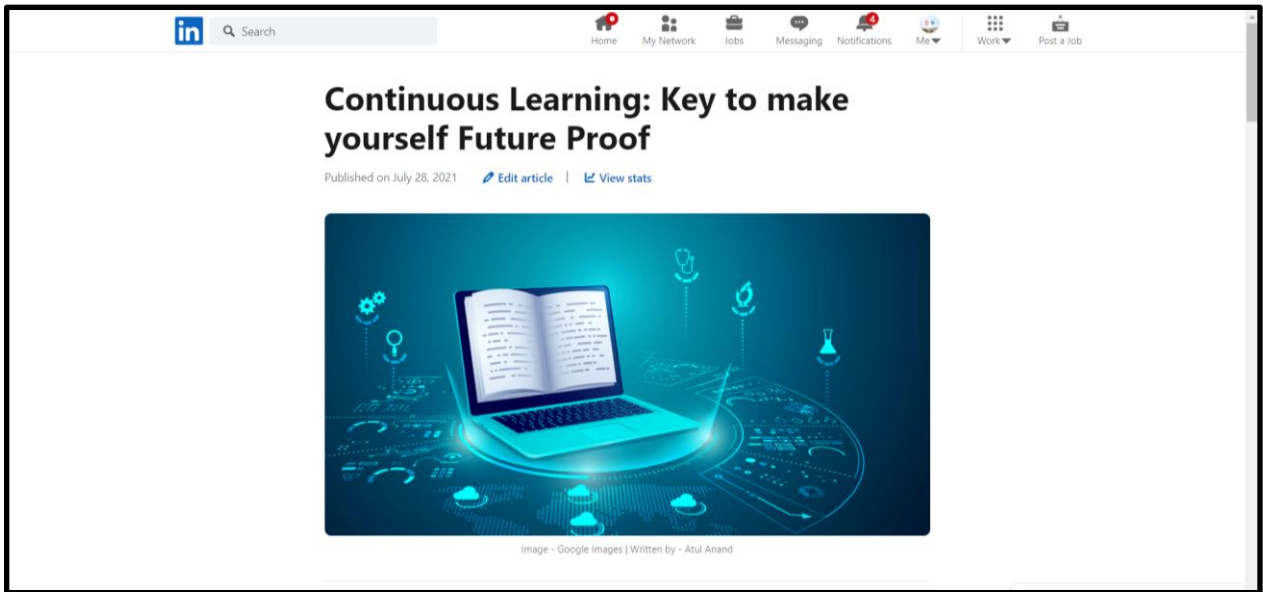 in Search
Home My Network Jobs Messaging 4 Notifications Me Work Post a Job
Continuous Learning: Key to make
yourself Future Proof
Published on July 28, 2021 Edit article | View stats
Image - Google Images | Written by - Atul Anand